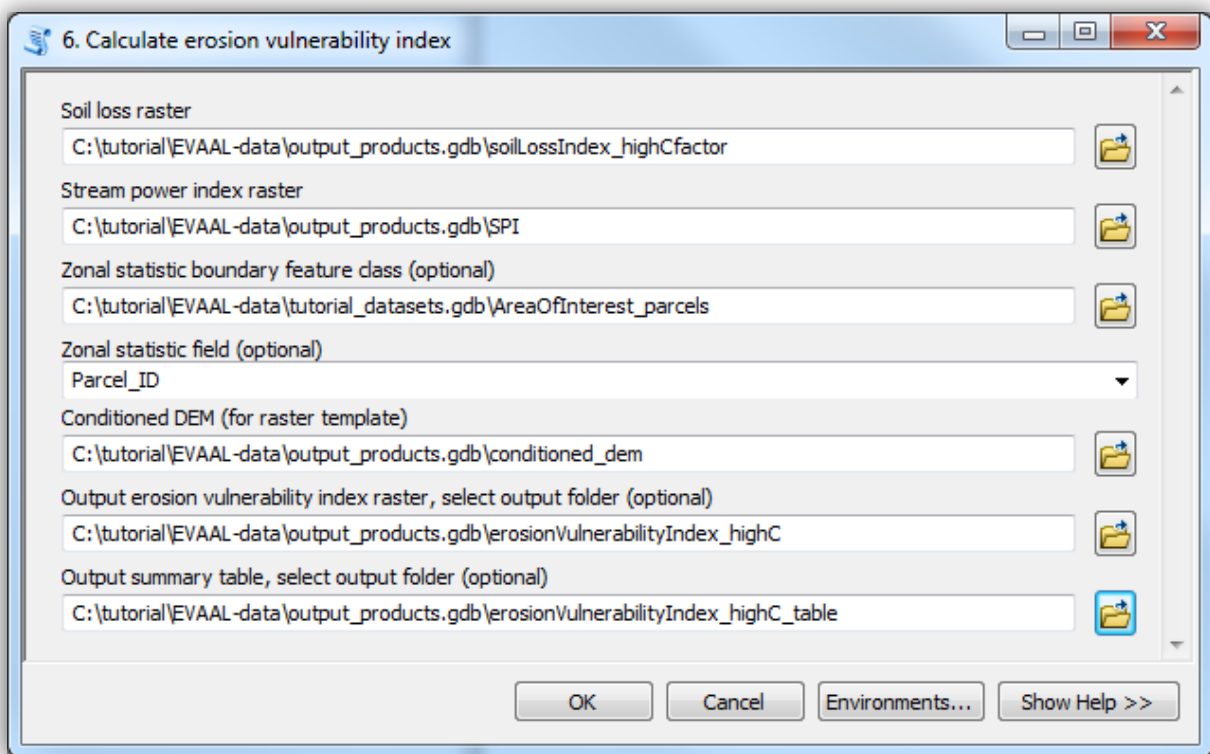 6. Calculate erosion vulnerability index
Soil loss raster
C:\tutorial\EVAAL-data\output_products.gdb\soilLossIndex_highCfactor
Stream power index raster
C:\tutorial\EVAAL-data\output_products.gdb\SPI
Zonal statistic boundary feature class (optional)
C:\tutorial\EVAAL-data\tutorial_datasets.gdb\AreaOfInterest_parcels
Zonal statistic field (optional)
Parcel_ID
Conditioned DEM (for raster template)
C:\tutorial\EVAAL-data\output_products.gdb\conditioned_dem
Output erosion vulnerability index raster, select output folder (optional)
C:\tutorial\EVAAL-data\output_products.gdb\erosionVulnerabilityIndex_highC
Output summary table, select output folder (optional)
C:\tutorial\EVAAL-data\output_products.gdb\erosionVulnerabilityIndex_highC_table
OK Cancel Environments... Show Help >>